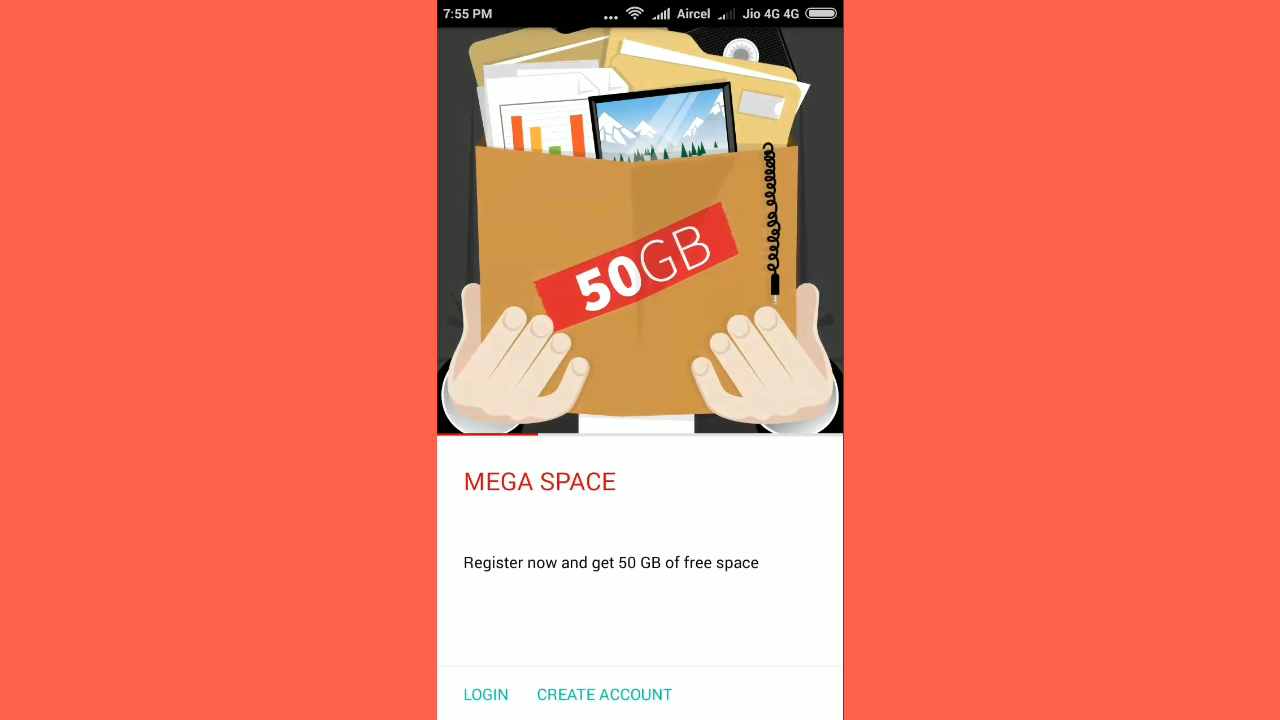 7:55 PM ... Aircel Jio 4G 4G
50GB
MEGA SPACE
Register now and get 50 GB of free space
LOGIN CREATE ACCOUNT